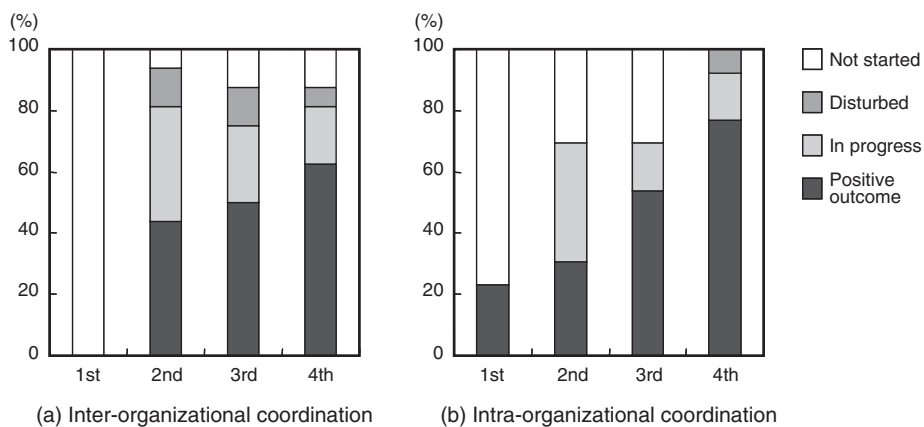 (%)
100
80
60
40
20
0
1st 2nd 3rd 4th
(a) Inter-organizational coordination
(%)
100
80
60
40
20
0
1st 2nd 3rd 4th
(b) Intra-organizational coordination
Not started
Disturbed
In progress
Positive
outcome